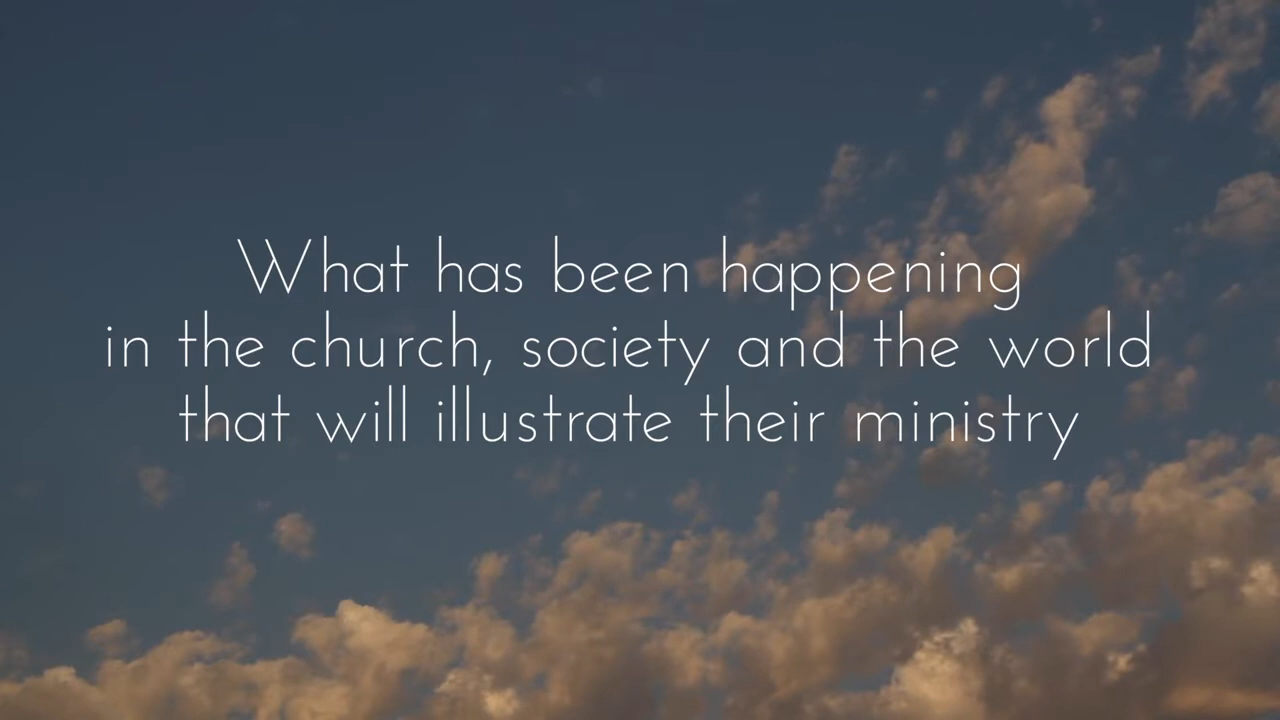 What has been happening
in the church, society and the world
that will illustrate their ministry